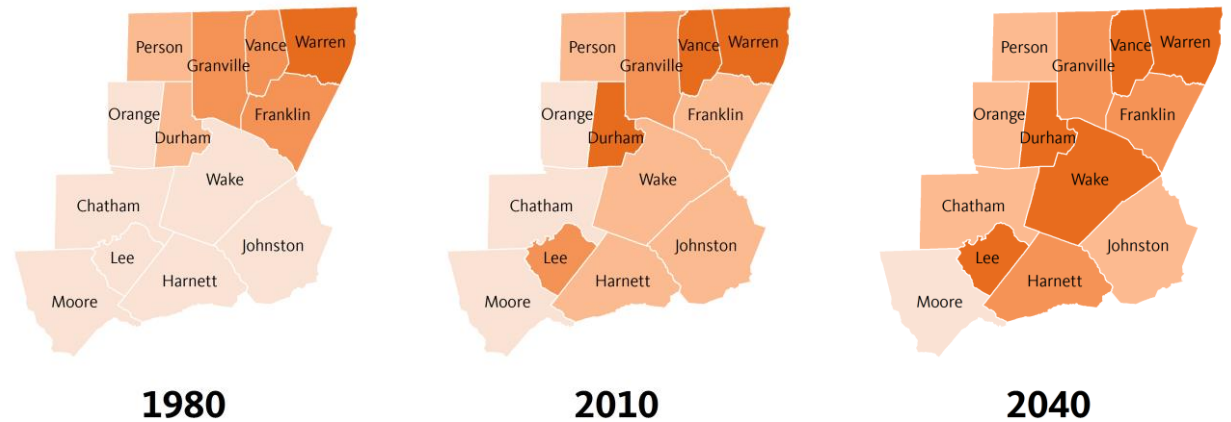 Person
Granville
Vance
Warren
Orange
Durham
Franklin
Wake
Chatham
Johnston
Lee
Harnett
Moore
1980
Person
Granville
Vance
Warren
Orange
Durham
Franklin
Wake
Chatham
Johnston
Lee
Harnett
Moore
2010
Person
Granville
Vance
Warren
Orange
Durham
Franklin
Wake
Chatham
Johnston
Lee
Harnett
Moore
2040